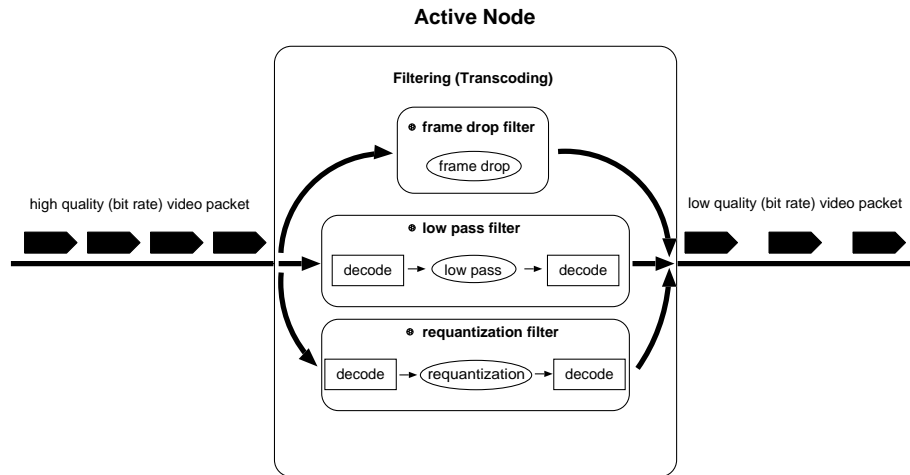 Active Node
Filtering (Transcoding)
frame drop filter
frame drop
high quality (bit rate) video packet
low quality (bit rate) video packet
low pass filter
decode
low pass
decode
requantization filter
decode
requantization
decode